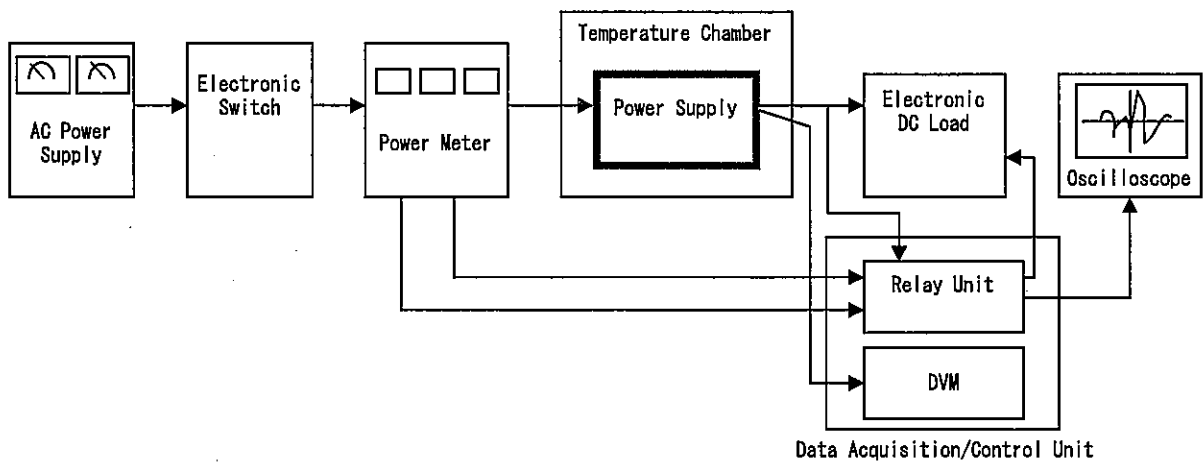 AC Power
Supply
Electronic
Switch
Power Meter
Temperature Chamber
Power Supply
Electronic
DC Load
Oscilloscope
Relay Unit
DVM
Data Acquisition/Control Unit